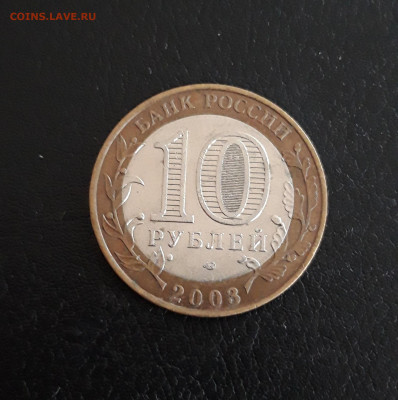 COINS.LAVE.RU
БАНК РОССИИ
10
РУБЛЕЙ
2003